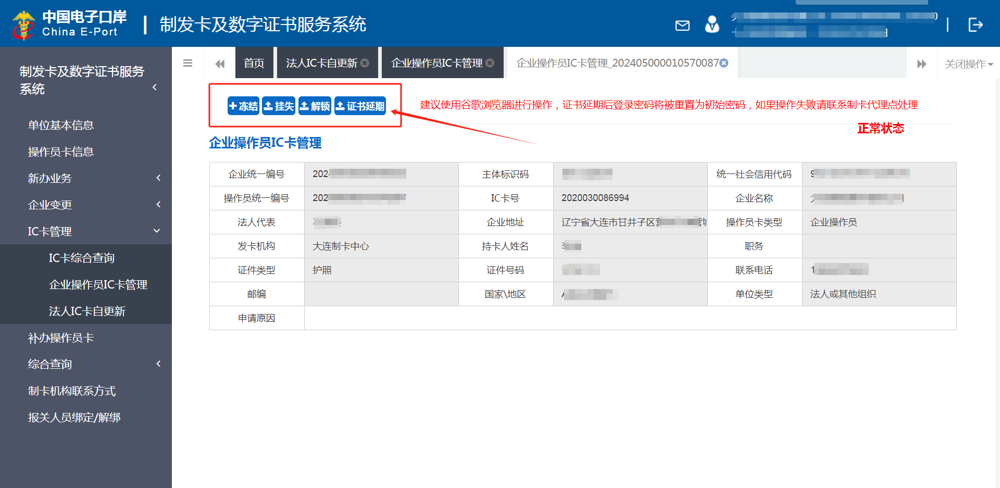 中国电子口岸
China E-Port
制发卡及数字证书服务系统
制发卡及数字证书服务
系统
单位基本信息
操作员卡信息
新办业务
企业变更
IC卡管理
IC卡综合查询
企业操作员IC卡管理
法人IC卡自更新
补办操作员卡
综合查询
制卡机构联系方式
报关人员绑定/解绑
首页
法人IC卡自更新
企业操作员IC卡管理
企业操作员IC卡管理_202405000010570087
关闭操作
冻结
挂失
解锁
证书延期
建议使用谷歌浏览器进行操作，证书延期后登录密码将被重置为初始密码，如果操作失败请联系制卡代理点处理
正常状态
企业操作员IC卡管理
企业统一编号 202
主体标识码
统一社会信用代码 9
操作员统一编号 202
IC卡号 2020030086994
企业名称
法人代表
企业地址 辽宁省大连市甘井子区营
操作员卡类型 企业操作员
发卡机构 大连制卡中心
持卡人姓名 李
职务
证件类型 护照
证件号码
联系电话 1
邮编
国家\地区 A
单位类型 法人或其他组织
申请原因